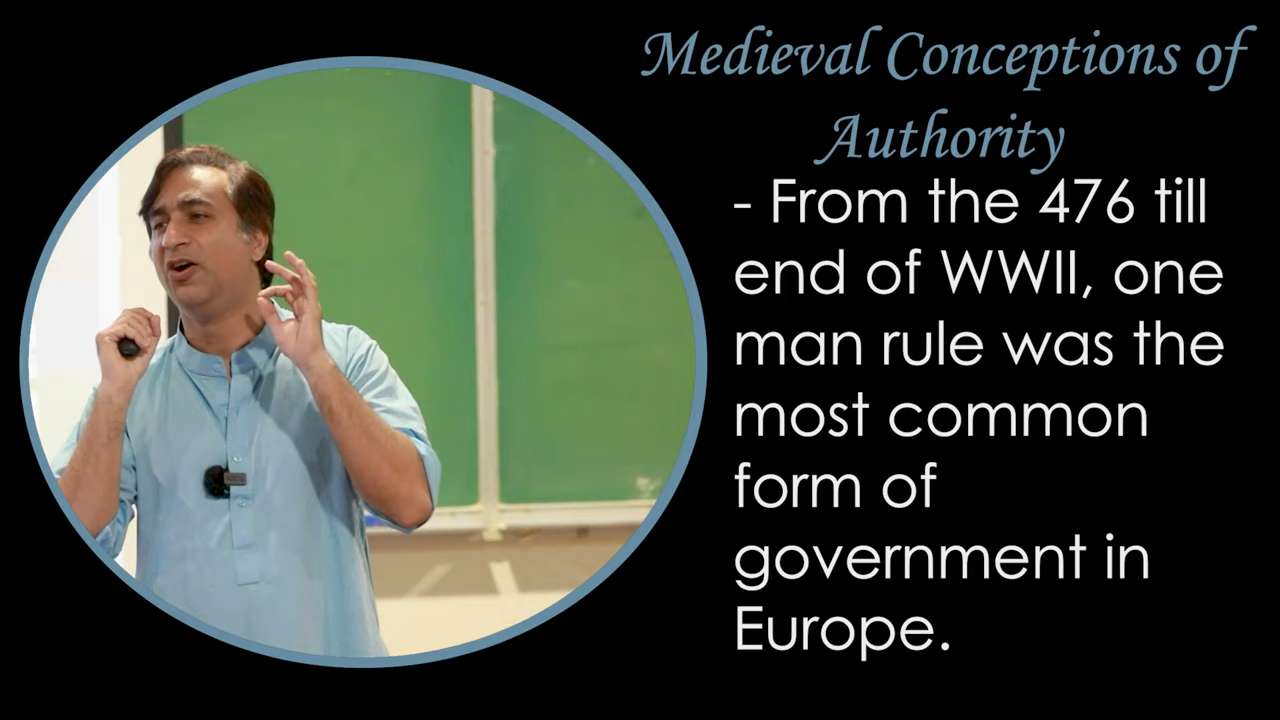 Medieval Conceptions of
Authority
- From the 476 till
end of WWII, one
man rule was the
most common
form of
government in
Europe.